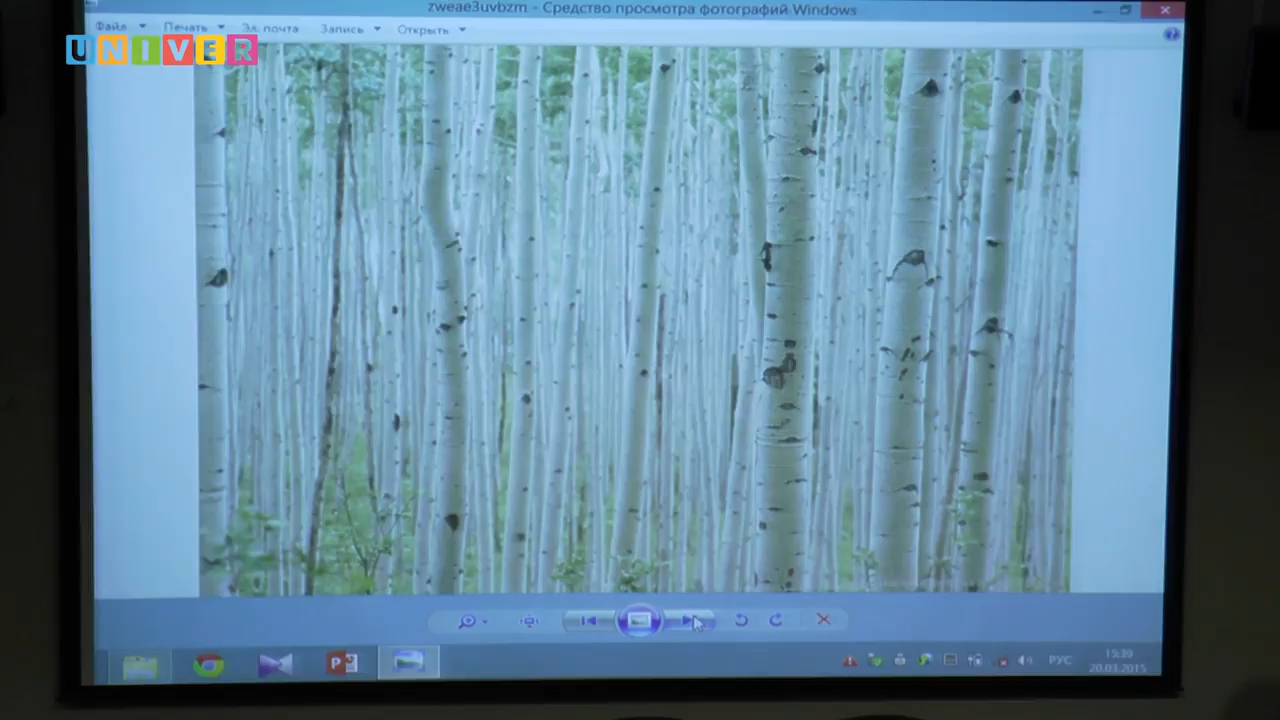 zweae3uvbzm - Средство просмотра фотографий Windows
Файл Печать Эл. почта Запись Открыть
UNIVER
РУС
15:39
20.03.2015